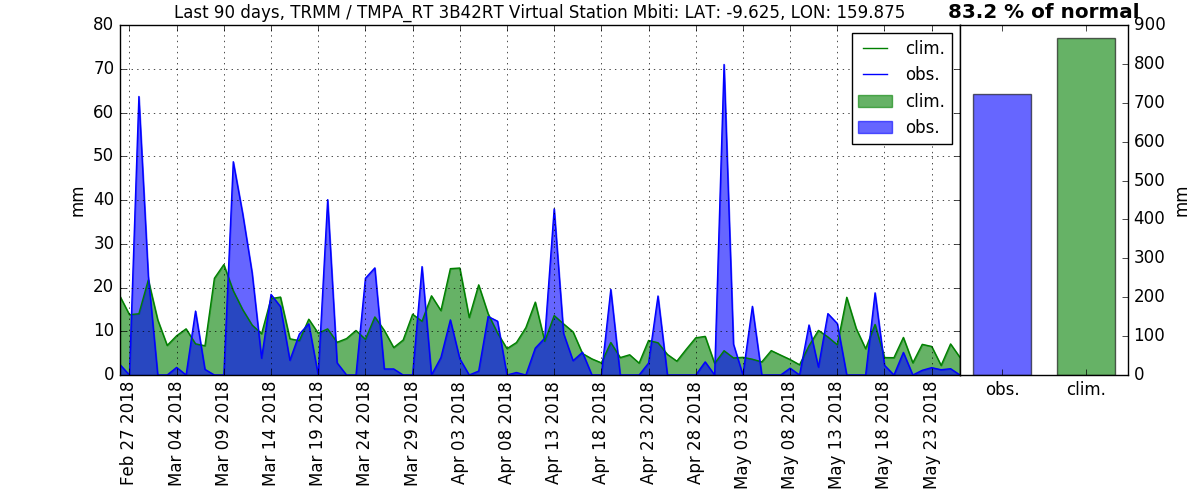 Last 90 days, TRMM / TMPA_RT 3B42RT Virtual Station Mbiti: LAT: -9.625, LON: 159.875
83.2 % of normal
80
70
60
50
40
30
20
10
0
mm
clim.
obs.
clim.
obs.
900
800
700
600
500
400
300
200
100
0
mm
obs.
clim.
Feb 27 2018
Mar 04 2018
Mar 09 2018
Mar 14 2018
Mar 19 2018
Mar 24 2018
Mar 29 2018
Apr 03 2018
Apr 08 2018
Apr 13 2018
Apr 18 2018
Apr 23 2018
Apr 28 2018
May 03 2018
May 08 2018
May 13 2018
May 18 2018
May 23 2018